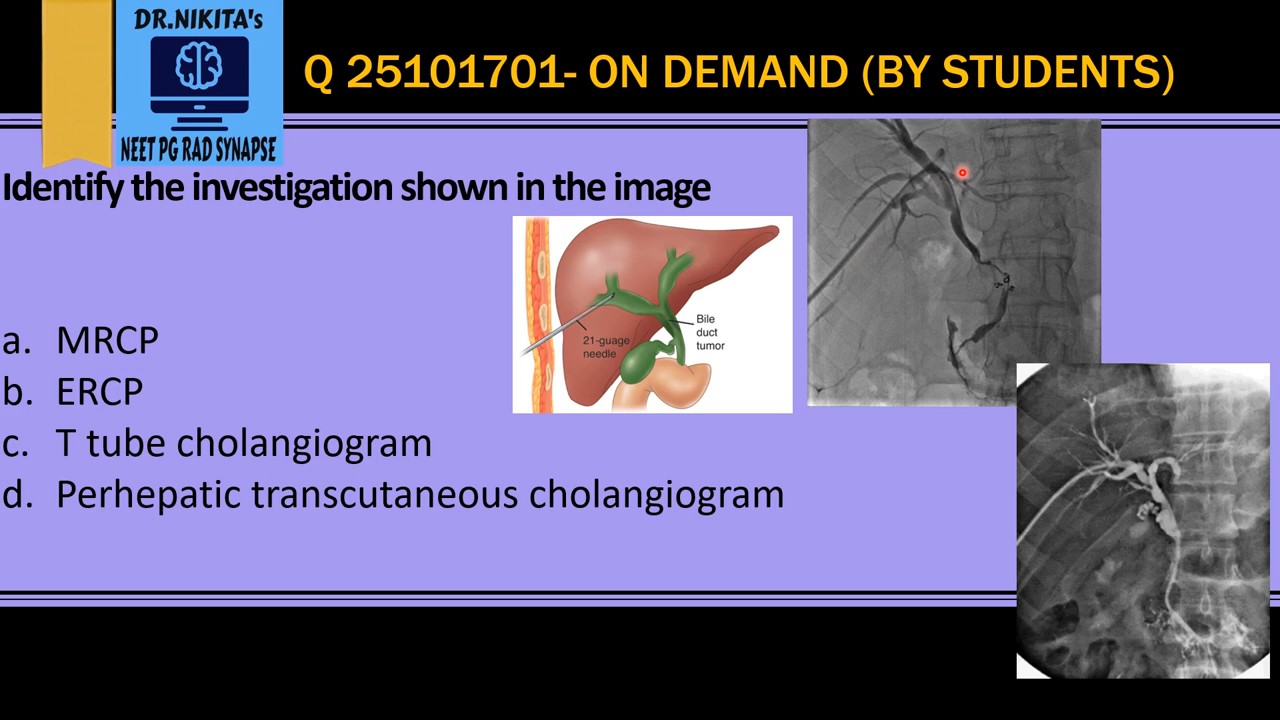 DR.NIKITA's
NEET PG RAD SYNAPSE
Q 25101701- ON DEMAND (BY STUDENTS)
Identify the investigation shown in the image
21-guage
needle
Bile
duct
tumor
a. MRCP
b. ERCP
c. T tube cholangiogram
d. Perhepatic transcutaneous cholangiogram